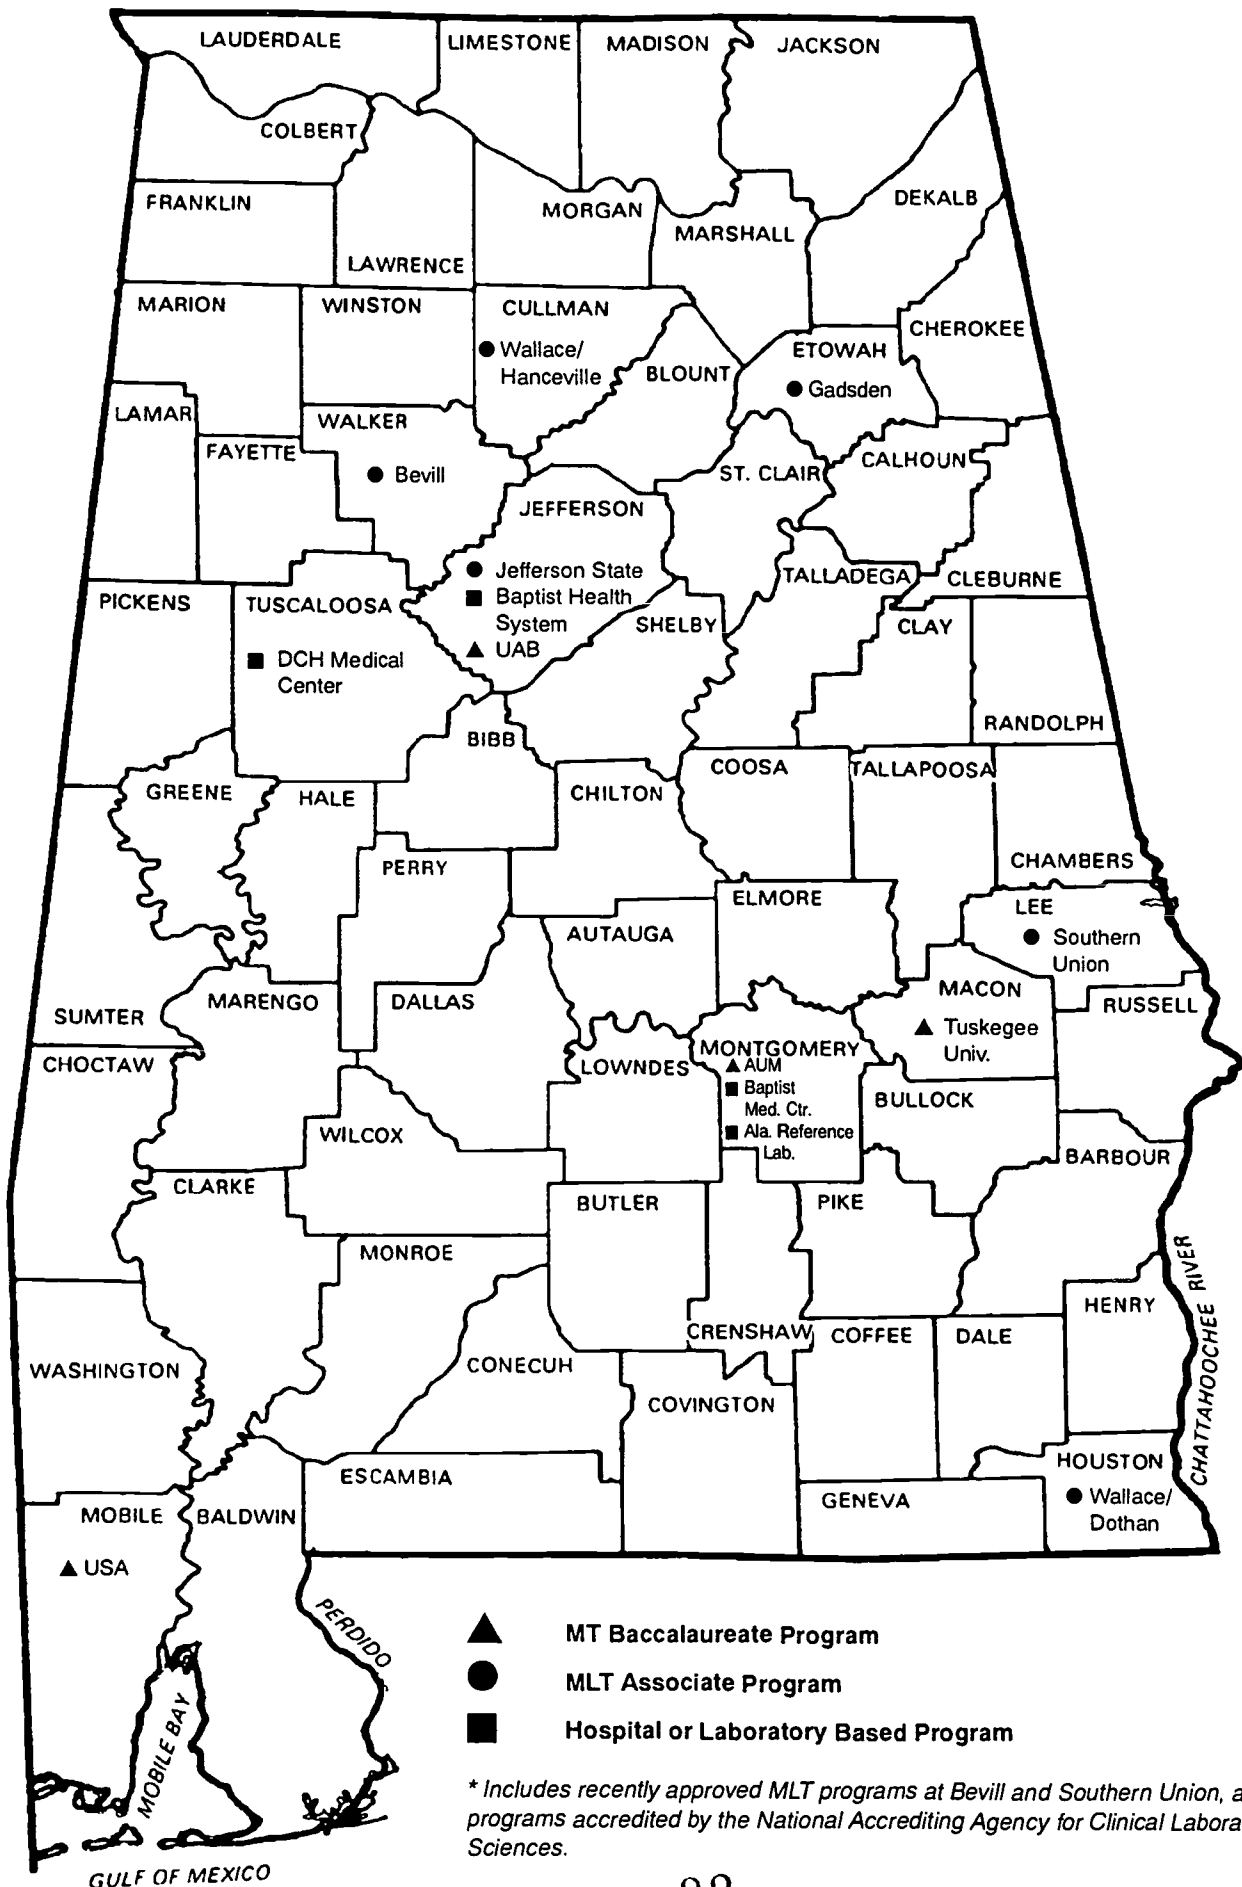 LAUDERDALE
LIMESTONE
MADISON
JACKSON
COLBERT
FRANKLIN
LAWRENCE
MORGAN
MARSHALL
DEKALB
MARION
WINSTON
CULLMAN
Wallace/
Hanceville
BLOUNT
ETOWAH
Gadsden
CHEROKEE
LAMAR
FAYETTE
WALKER
Bevill
JEFFERSON
Jefferson State
Baptist Health
System
UAB
ST. CLAIR
CALHOUN
TALLADEGA
CLEBURNE
PICKENS
TUSCALOOSA
DCH Medical
Center
SHELBY
CLAY
RANDOLPH
BIBB
GREENE
HALE
CHILTON
COOSA
TALLAPOOSA
PERRY
CHAMBERS
ELMORE
LEE
Southern
Union
AUTAUGA
SUMTER
MARENGO
DALLAS
MACON
Tuskegee
Univ.
RUSSELL
CHOCTAW
LOWNDES
MONTGOMERY
AUM
Baptist
Med. Ctr.
Ala. Reference
Lab.
BULLOCK
WILCOX
BARBOUR
CLARKE
BUTLER
PIKE
MONROE
CRENSHAW
COFFEE
DALE
HENRY
CHATTAHOOCHEE RIVER
WASHINGTON
CONECUH
COVINGTON
ESCAMBIA
GENEVA
HOUSTON
Wallace/
Dothan
MOBILE
USA
BALDWIN
PERDIDO
MOBILE BAY
GULF OF MEXICO
MT Baccalaureate Program
MLT Associate Program
Hospital or Laboratory Based Program
* Includes recently approved MLT programs at Bevill and Southern Union, a
programs accredited by the National Accrediting Agency for Clinical Labora
Sciences.